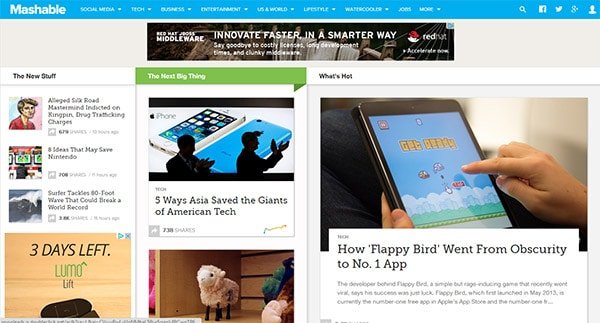 Mashable
SOCIAL MEDIA TECH BUSINESS ENTERTAINMENT US & WORLD LIFESTYLE WATERCOOLER JOBS MORE
RED HAT JBOSS
MIDDLEWARE
INNOVATE FASTER. IN A SMARTER WAY
Say goodbye to costly licenses, long development
times, and clunky middleware.
redhat
Accelerate now.
The New Stuff
The Next Big Thing
What's Hot
Alleged Silk Road
Mastermind Indicted on
Kingpin, Drug Trafficking
Charges
679 SHARES / 10 hours ago
8 Ideas That May Save
Nintendo
708 SHARES / 11 hours ago
Surfer Tackles 80-Foot
Wave That Could Break a
World Record
3.8K SHARES / 11 hours ago
3 DAYS LEFT.
LUMO
Lift
iPhone
TECH
5 Ways Asia Saved the Giants
of American Tech
738 SHARES
GET READY
TECH
How 'Flappy Bird' Went From Obscurity
to No. 1 App
The developer behind Flappy Bird, a simple but rage-inducing game that recently went
viral, says his success was just luck. Flappy Bird, which first launched in May 2013, is
currently the number-one free app in Apple's App Store and the number-one fr...